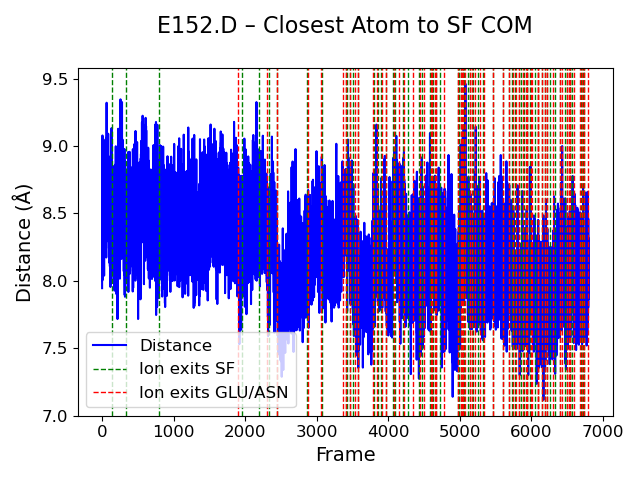 E152.D – Closest Atom to SF COM
Distance (Å)
9.5
9.0
8.5
8.0
7.5
7.0
Distance
Ion exits SF
Ion exits GLU/ASN
0
1000
2000
3000
4000
5000
6000
7000
Frame